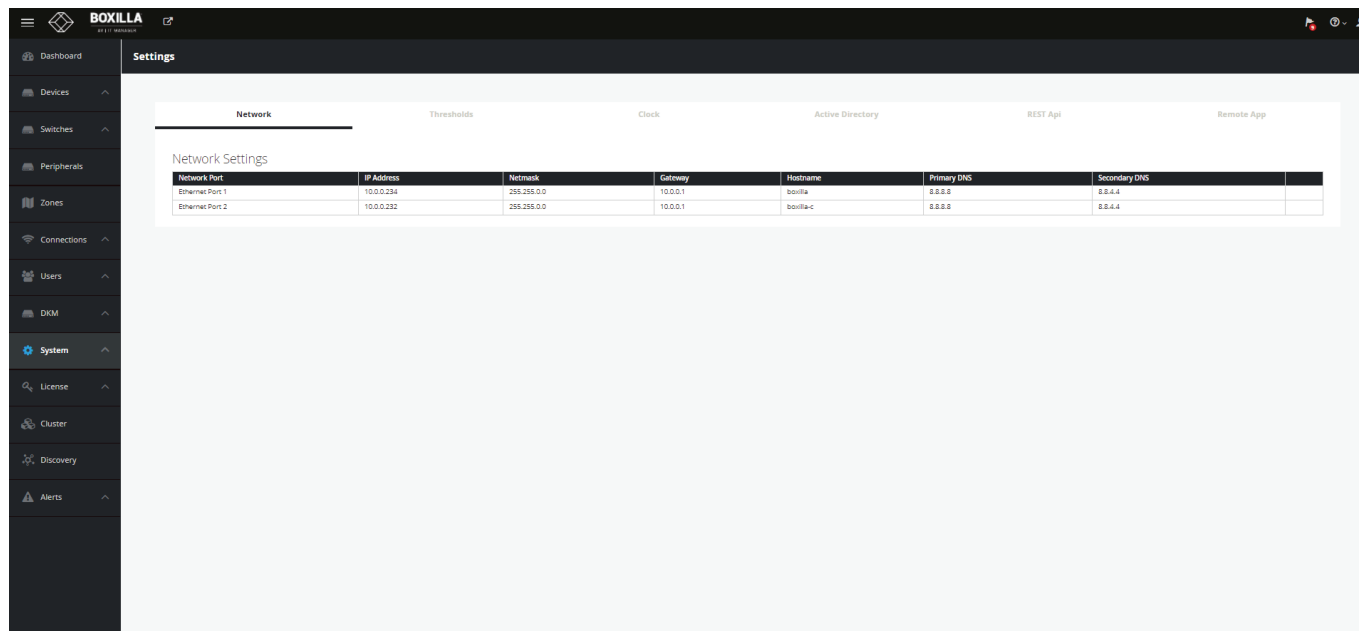 BOXILLA
Dashboard
Settings
Devices
Network Thresholds Clock Active Directory REST Api Remote App
Switches
Network Settings
Peripherals
Network Port IP Address Netmask Gateway Hostname Primary DNS Secondary DNS
Ethernet Port 1 10.0.0.234 255.255.0.0 10.0.0.1 boxilla 8.8.8.8 8.8.4.4
Ethernet Port 2 10.0.0.232 255.255.0.0 10.0.0.1 boxilla-c 8.8.8.8 8.8.4.4
Zones
Connections
Users
DKM
System
License
Cluster
Discovery
Alerts